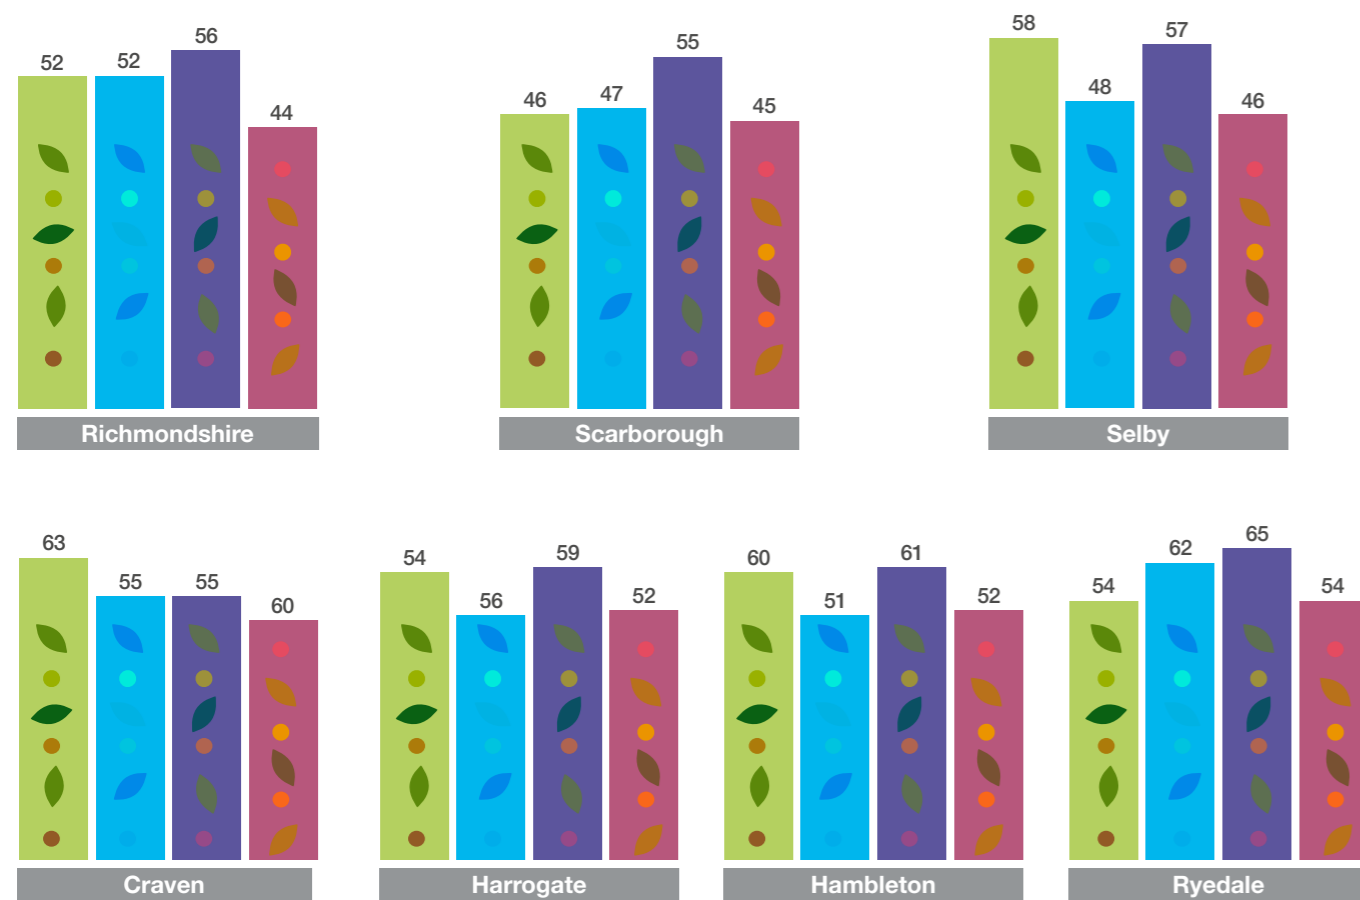 52 52 56 44
46 47 55 45
58 48 57 46
Richmondshire
Scarborough
Selby
63 55 55 60
54 56 59 52
60 51 61 52
54 62 65 54
Craven
Harrogate
Hambleton
Ryedale